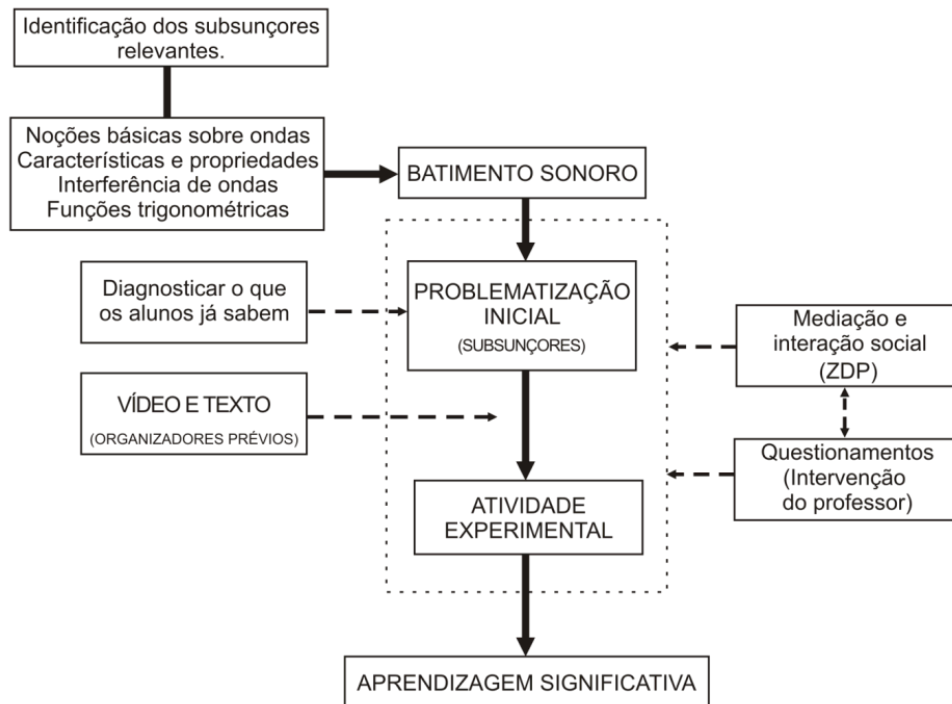 Identificação dos subsunçores
relevantes.
Noções básicas sobre ondas
Características e propriedades
Interferência de ondas
Funções trigonométricas
BATIMENTO SONORO
Diagnosticar o que
os alunos já sabem
PROBLEMATIZAÇÃO
INICIAL
(SUBSUNÇORES)
Mediação e
interação social
(ZDP)
VÍDEO E TEXTO
(ORGANIZADORES PRÉVIOS)
Questionamentos
(Intervenção
do professor)
ATIVIDADE
EXPERIMENTAL
APRENDIZAGEM SIGNIFICATIVA